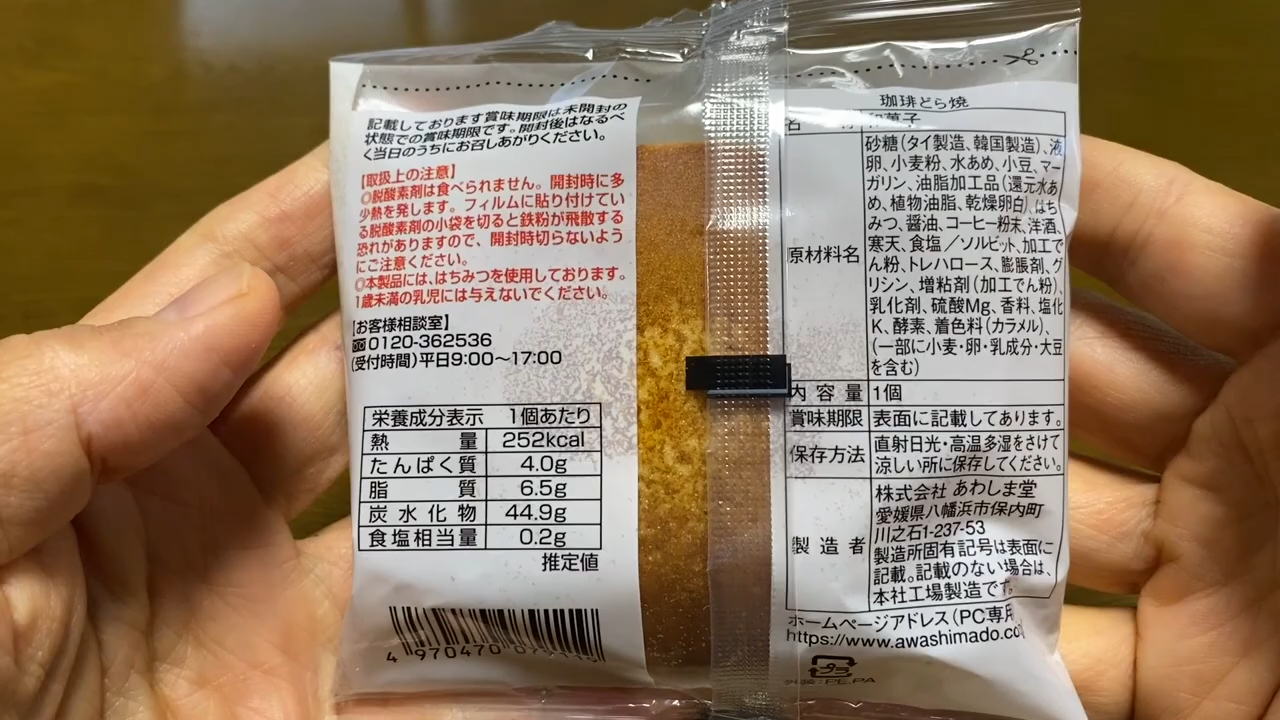 記載しております賞味期限は未開封の
状態での賞味期限です。開封後はなるべ
く当日のうちにお召しあがりください。
【取扱上の注意】
◎脱酸素剤は食べられません。開封時に多
少熱を発します。フィルムに貼り付けてい
る脱酸素剤の小袋を切ると鉄粉が飛散する
恐れがありますので、開封時切らないよう
にご注意ください。
◎本製品には、はちみつを使用しております。
1歳未満の乳児には与えないでください。
【お客様相談室】
0120-362536
(受付時間)平日9:00〜17:00
栄養成分表示 1個あたり
熱量 252kcal
たんぱく質 4.0g
脂質 6.5g
炭水化物 44.9g
食塩相当量 0.2g
推定値
4 970470
珈琲どら焼
名称 和菓子
原材料名
砂糖(タイ製造、韓国製造)、液
卵、小麦粉、水あめ、小豆、マー
ガリン、油脂加工品(還元水あ
め、植物油脂、乾燥卵白)、はち
みつ、醤油、コーヒー粉末、洋酒、
寒天、食塩/ソルビット、加工で
ん粉、トレハロース、膨脹剤、グ
リシン、増粘剤(加工でん粉)、
乳化剤、硫酸Mg、香料、塩化
K、酵素、着色料(カラメル)、
(一部に小麦・卵・乳成分・大豆
を含む)
内容量 1個
賞味期限 表面に記載してあります。
保存方法
直射日光・高温多湿をさけて
涼しい所に保存してください。
製造者
株式会社 あわしま堂
愛媛県八幡浜市保内町
川之石1-237-53
製造所固有記号は表面に
記載。記載のない場合は、
本社工場製造です。
ホームページアドレス(PC専用
https://www.awashimado.co
プラ
外装:PE,PA